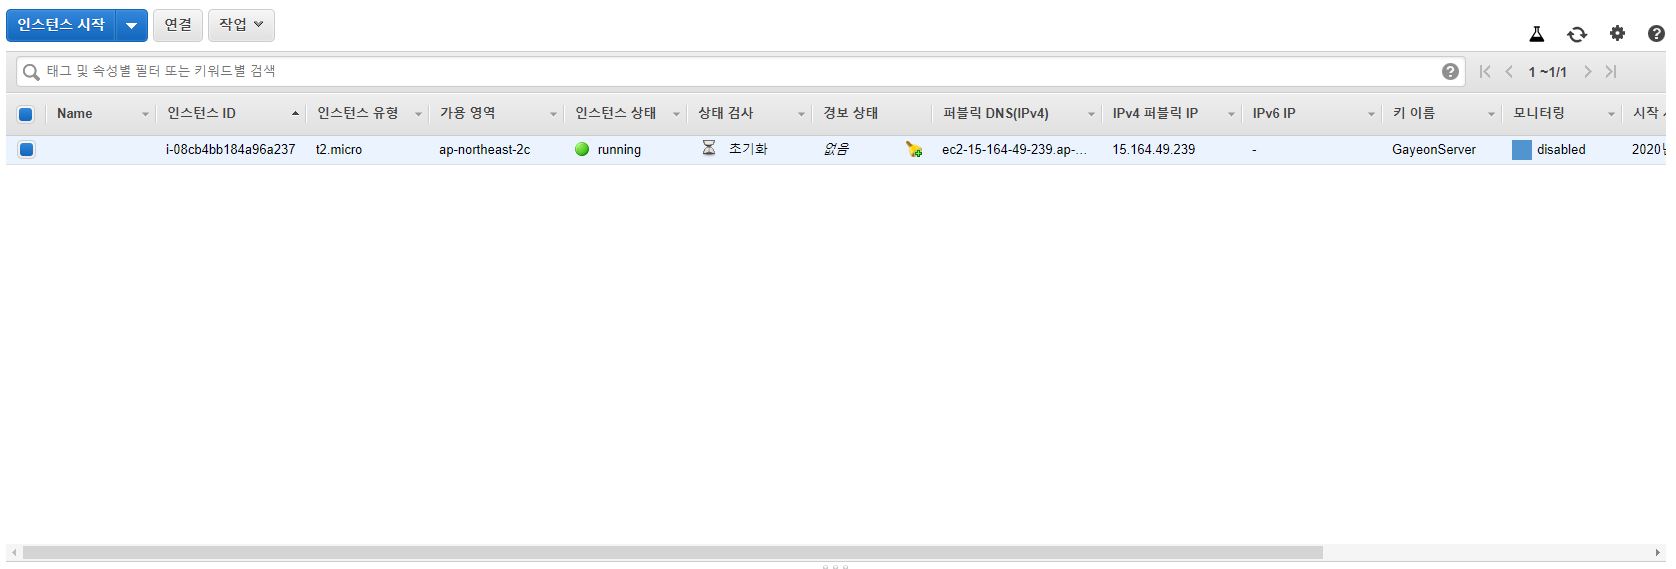 인스턴스 시작 연결 작업
태그 및 속성별 필터 또는 키워드별 검색 1 ~1/1
Name 인스턴스 ID 인스턴스 유형 가용 영역 인스턴스 상태 상태 검사 경보 상태 퍼블릭 DNS(IPv4) IPv4 퍼블릭 IP IPv6 IP 키 이름 모니터링 시작
i-08cb4bb184a96a237 t2.micro ap-northeast-2c running 초기화 없음 ec2-15-164-49-239.ap-... 15.164.49.239 - GayeonServer disabled 2020